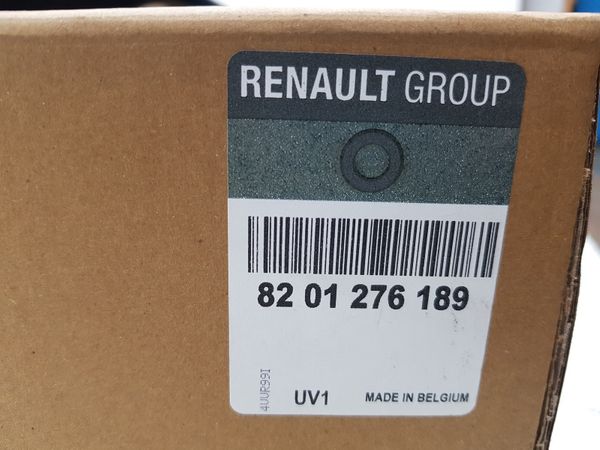 RENAULT GROUP
82 01 276 189
4UUR99I
UV1 MADE IN BELGIUM